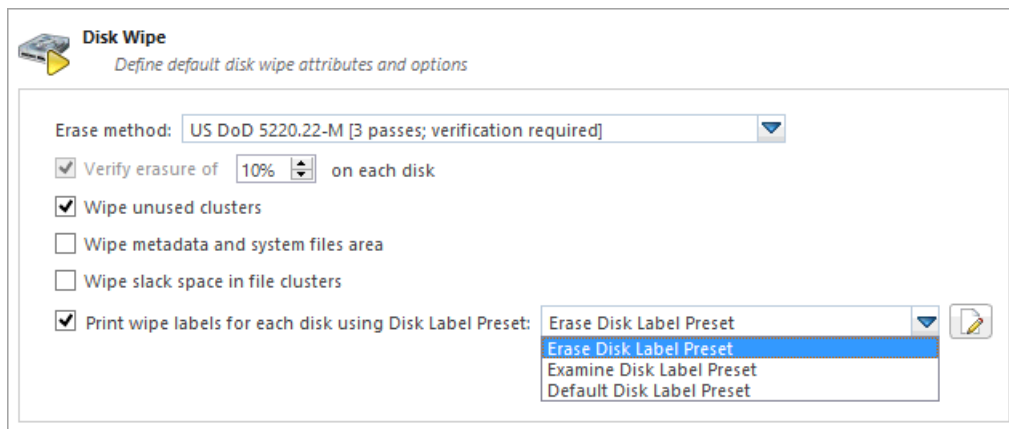 Disk Wipe
Define default disk wipe attributes and options
Erase method: US DoD 5220.22-M [3 passes; verification required]
Verify erasure of 10% on each disk
Wipe unused clusters
Wipe metadata and system files area
Wipe slack space in file clusters
Print wipe labels for each disk using Disk Label Preset: Erase Disk Label Preset
Erase Disk Label Preset
Examine Disk Label Preset
Default Disk Label Preset